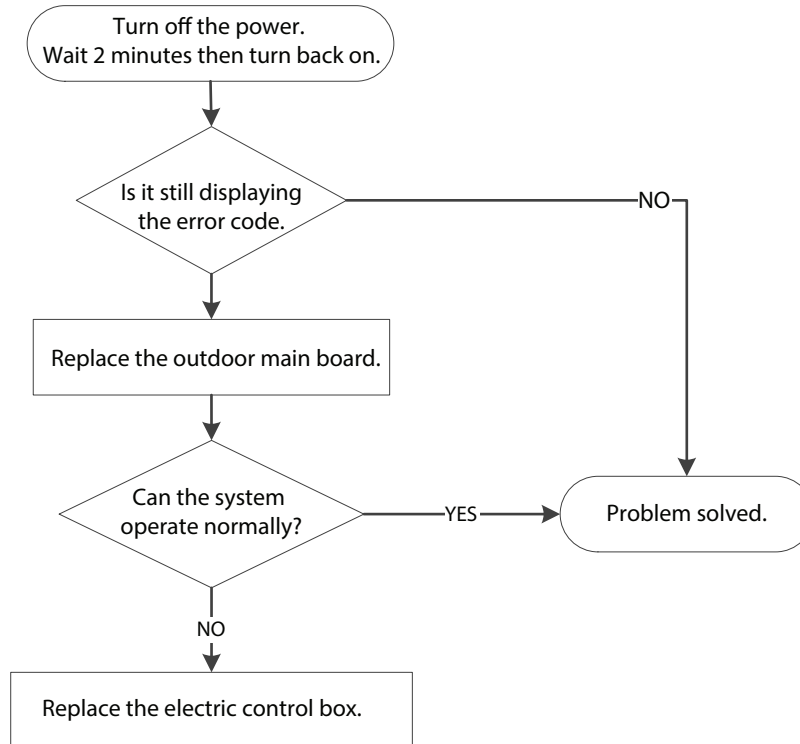 Turn off the power.
Wait 2 minutes then turn back on.
Is it still displaying
the error code.
NO
Replace the outdoor main board.
Can the system
operate normally?
YES
Problem solved.
NO
Replace the electric control box.